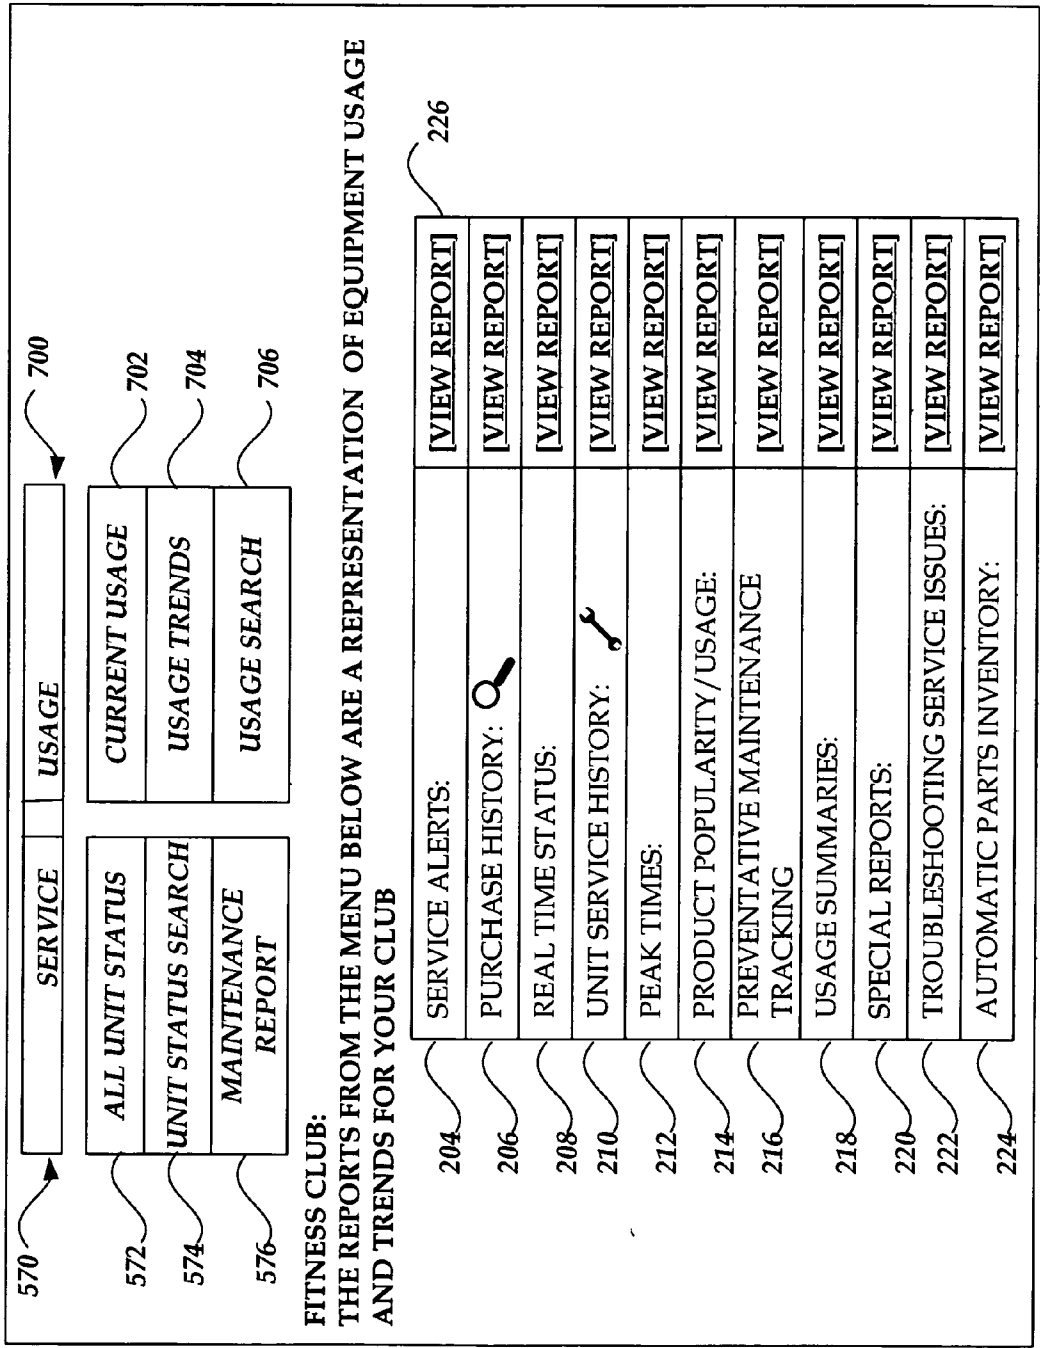 570
SERVICE
USAGE
700
572
ALL UNIT STATUS
CURRENT USAGE
702
574
UNIT STATUS SEARCH
USAGE TRENDS
704
576
MAINTENANCE
REPORT
USAGE SEARCH
706
FITNESS CLUB:
THE REPORTS FROM THE MENU BELOW ARE A REPRESENTATION OF EQUIPMENT USAGE
AND TRENDS FOR YOUR CLUB
226
204
SERVICE ALERTS:
[VIEW REPORT]
206
PURCHASE HISTORY:
[VIEW REPORT]
208
REAL TIME STATUS:
[VIEW REPORT]
210
UNIT SERVICE HISTORY:
[VIEW REPORT]
212
PEAK TIMES:
[VIEW REPORT]
214
PRODUCT POPULARITY/USAGE:
[VIEW REPORT]
216
PREVENTATIVE MAINTENANCE
TRACKING
[VIEW REPORT]
218
USAGE SUMMARIES:
[VIEW REPORT]
220
SPECIAL REPORTS:
[VIEW REPORT]
222
TROUBLESHOOTING SERVICE ISSUES:
[VIEW REPORT]
224
AUTOMATIC PARTS INVENTORY:
[VIEW REPORT]